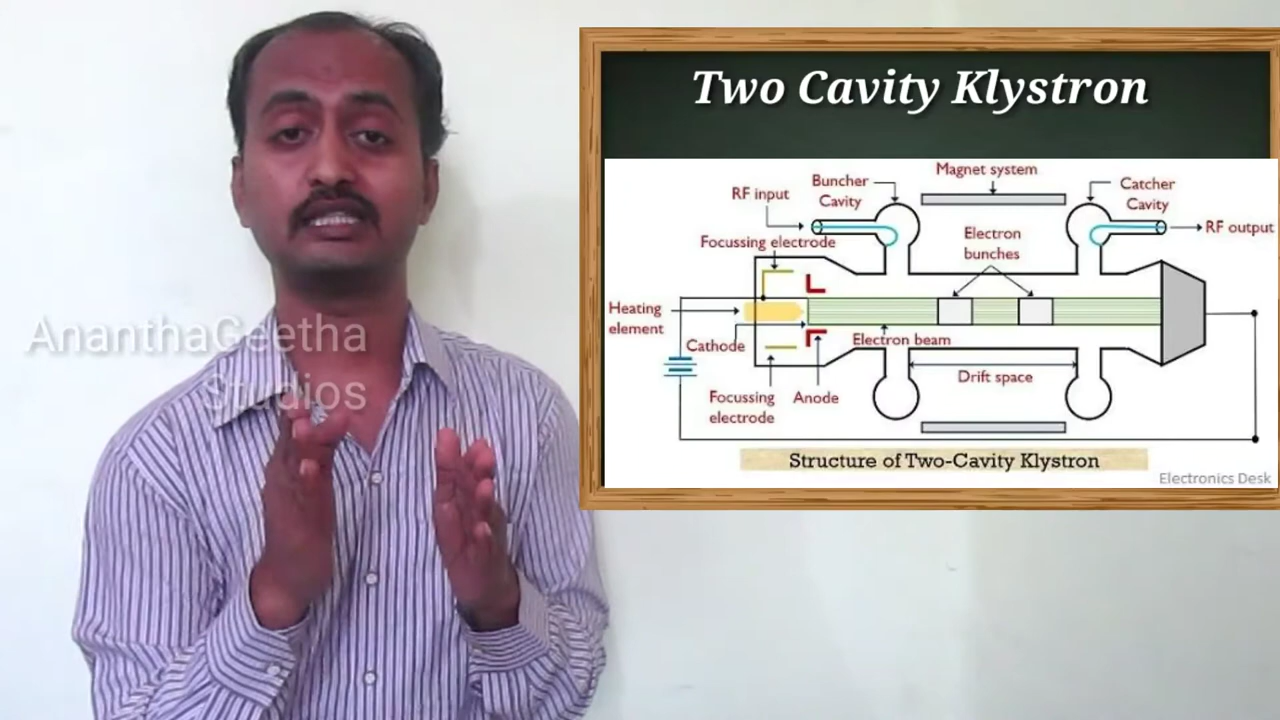 AnanthaGeetha
Studios
Two Cavity Klystron
Magnet system
Buncher
Cavity
RF input
Catcher
Cavity
RF output
Focussing electrode
Electron
bunches
Heating
element
Cathode
Electron beam
Drift space
Focussing
electrode
Anode
Structure of Two-Cavity Klystron
Electronics Desk